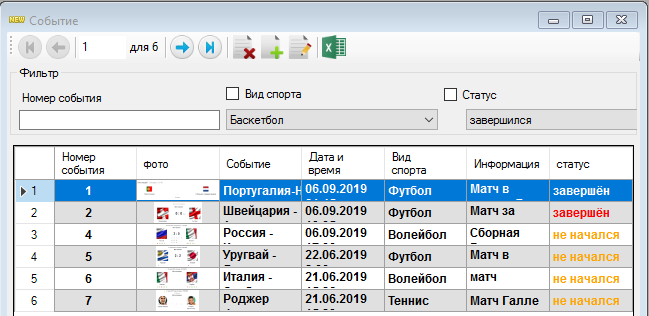 NEW Событие
1 для 6
Фильтр
Номер события
Вид спорта
Статус
Баскетбол
завершился
Номер события фото Событие Дата и время Вид спорта Информация статус
1 1 Португалия-Н 06.09.2019 Футбол Матч в завершён
2 2 Швейцария - 06.09.2019 Футбол Матч за завершён
3 4 Россия - 06.09.2019 Волейбол Сборная не начался
4 5 Уругвай - 22.06.2019 Футбол Матч в не начался
5 6 Италия - 21.06.2019 Волейбол матч не начался
6 7 Роджер 21.06.2019 Теннис Матч Галле не начался